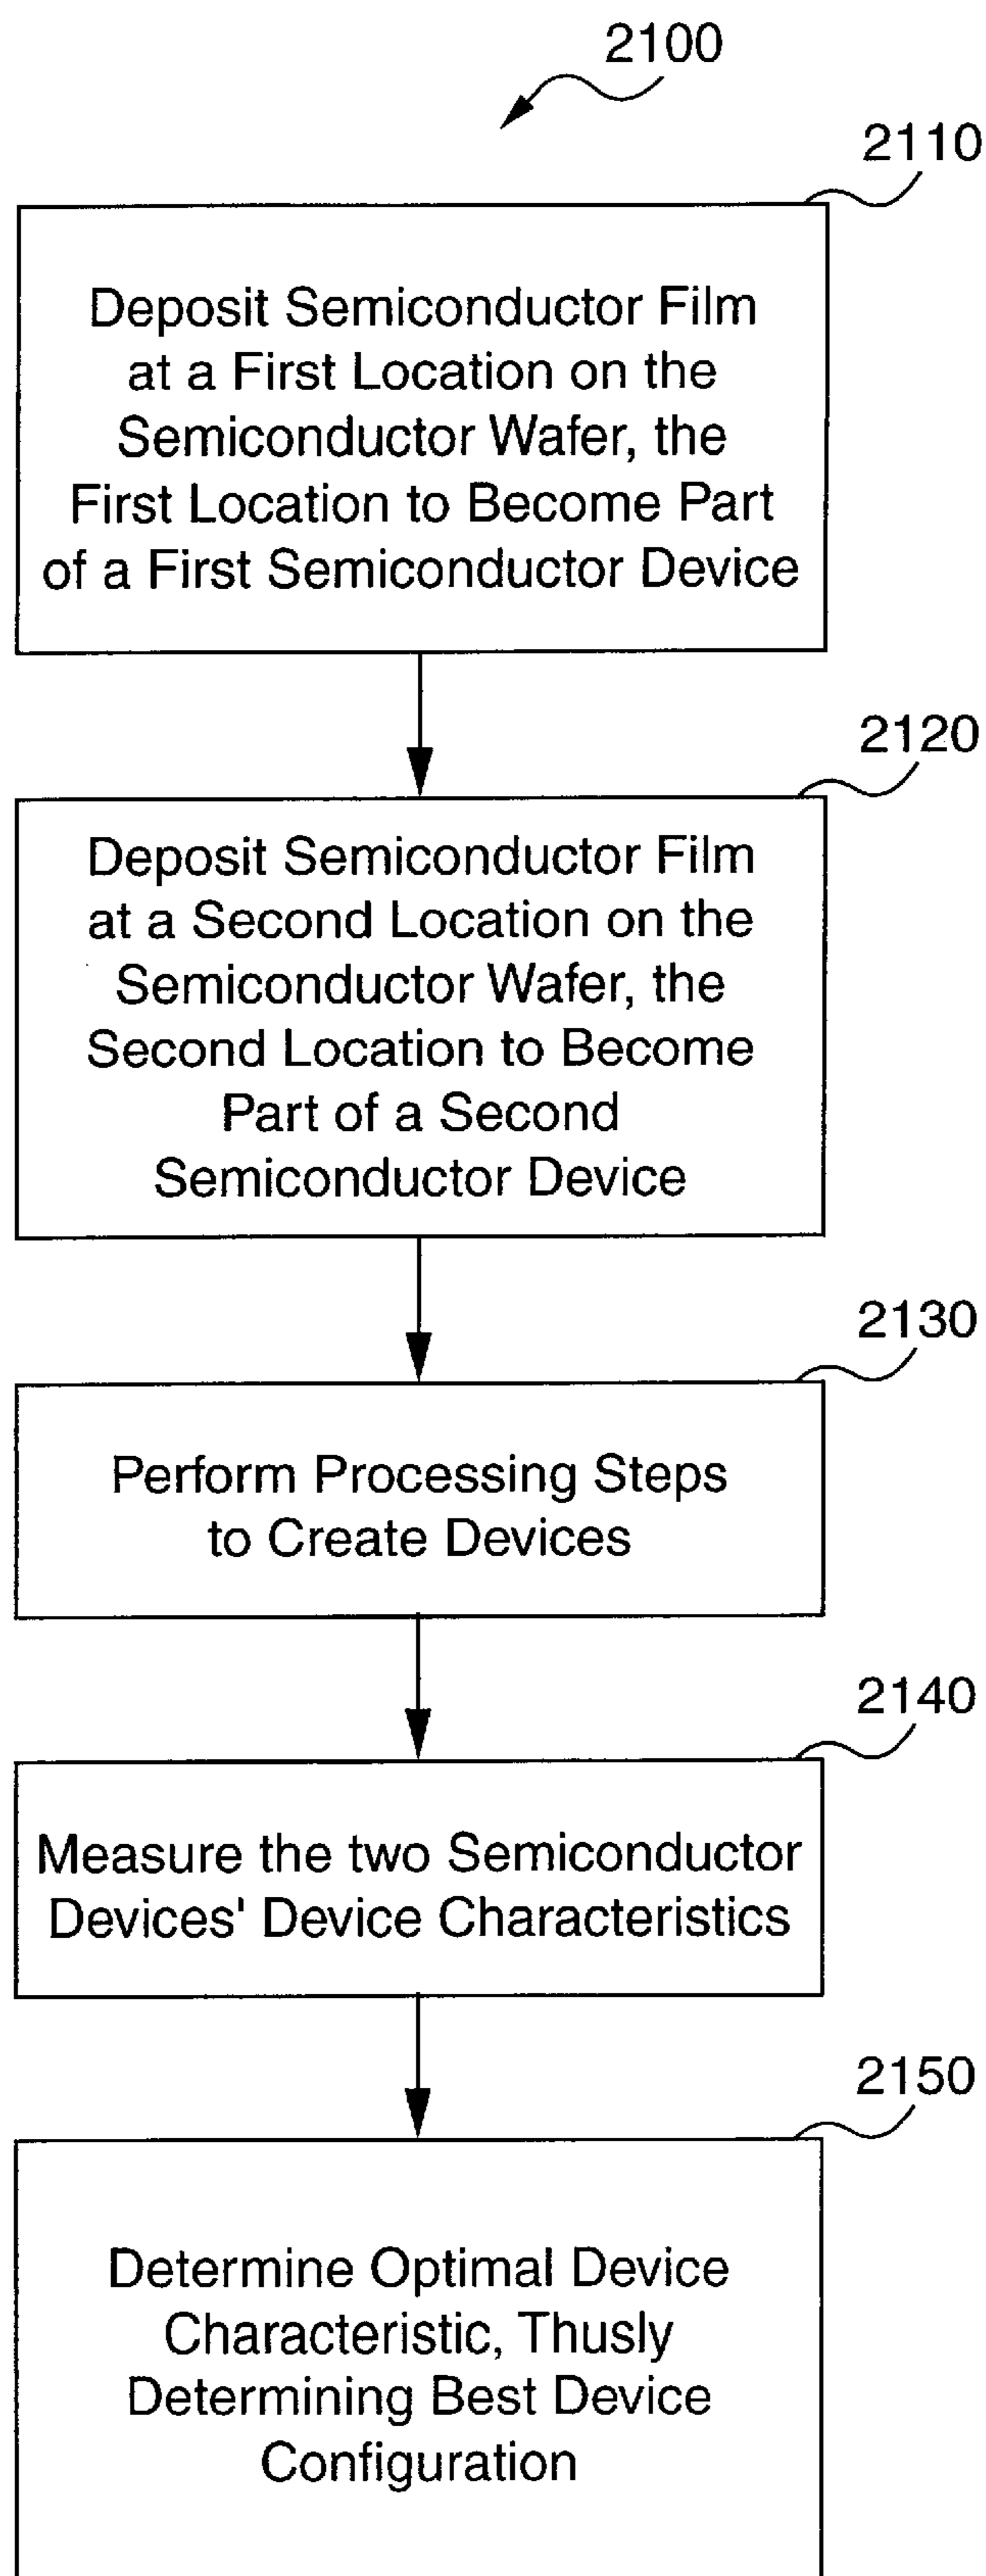 2100
2110
Deposit Semiconductor Film
at a First Location on the
Semiconductor Wafer, the
First Location to Become Part
of a First Semiconductor Device
2120
Deposit Semiconductor Film
at a Second Location on the
Semiconductor Wafer, the
Second Location to Become
Part of a Second
Semiconductor Device
2130
Perform Processing Steps
to Create Devices
2140
Measure the two Semiconductor
Devices' Device Characteristics
2150
Determine Optimal Device
Characteristic, Thusly
Determining Best Device
Configuration